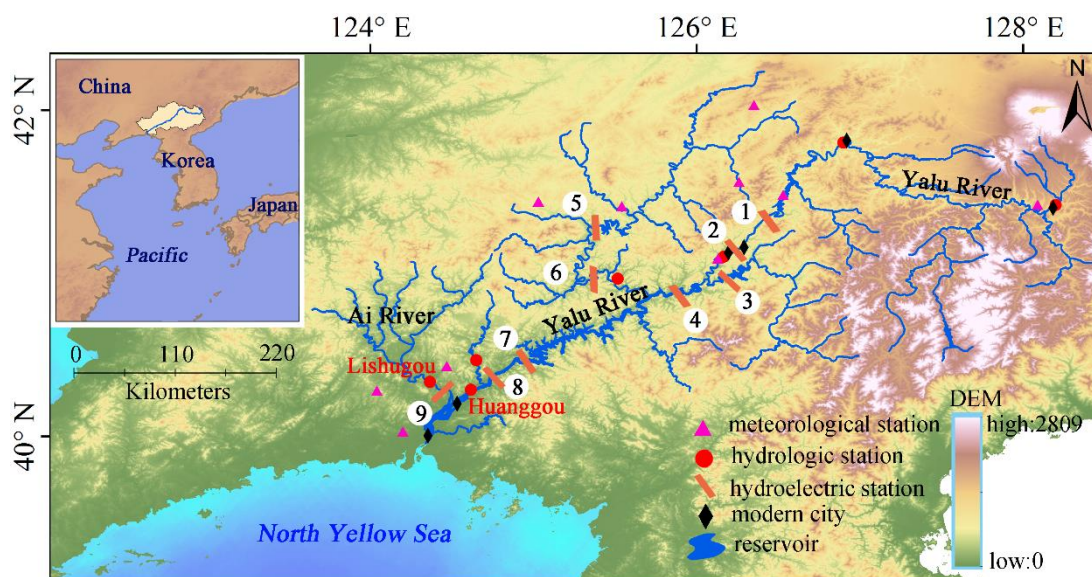 124° E
126° E
128° E
42° N
40° N
China
Korea
Japan
Pacific
N
Yalu River
1
2
3
4
5
6
Yalu River
Ai River
7
8
9
Lishugou
Huanggou
0 110 220
Kilometers
North Yellow Sea
meteorological station
hydrologic station
hydroelectric station
modern city
reservoir
DEM
high:2809
low:0